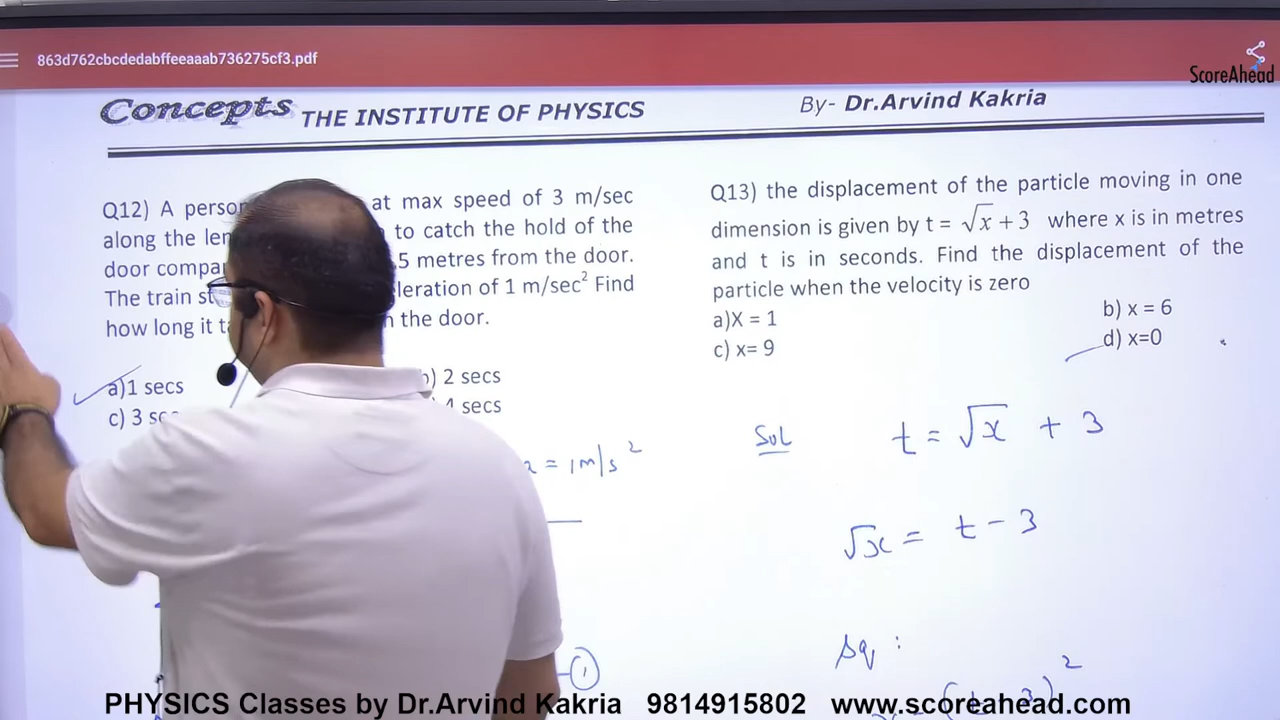 863d762cbcdedabffeeaaab736275cf3.pdf
ScoreAhead
Concepts THE INSTITUTE OF PHYSICS
By- Dr.Arvind Kakria
Q12) A person at max speed of 3 m/sec
along the to catch the hold of the
door 5 metres from the door.
The train of 1 m/sec² Find
how long it the door.
a)1 secs
2 secs
c) 3
secs
= 1m/s²
①
Q13) the displacement of the particle moving in one
dimension is given by t = √x + 3 where x is in metres
and t is in seconds. Find the displacement of the
particle when the velocity is zero
a)X = 1
b) x = 6
c) x= 9
d) x=0
Sol
t = √x + 3
√x = t - 3
sq :
PHYSICS Classes by Dr.Arvind Kakria 9814915802 www.scoreahead.com